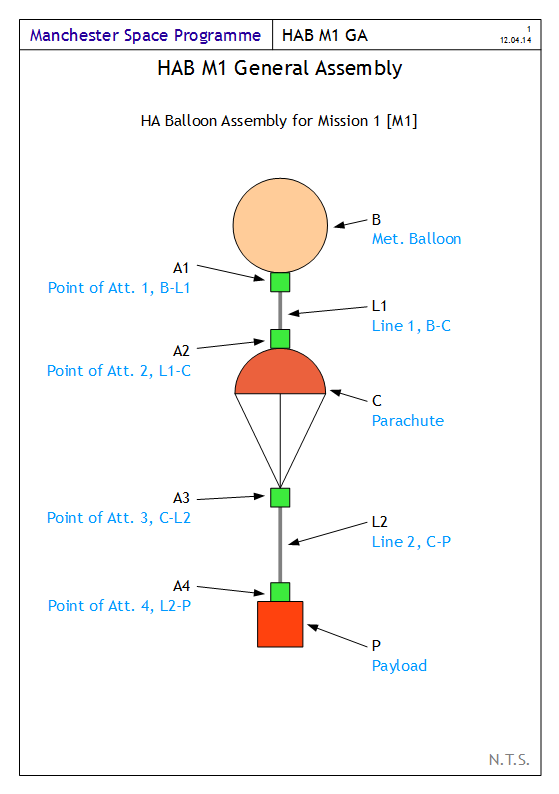 Manchester Space Programme
HAB M1 GA
1
12.04.14
HAB M1 General Assembly
HA Balloon Assembly for Mission 1 [M1]
B
Met. Balloon
A1
Point of Att. 1, B-L1
L1
Line 1, B-C
A2
Point of Att. 2, L1-C
C
Parachute
A3
Point of Att. 3, C-L2
L2
Line 2, C-P
A4
Point of Att. 4, L2-P
P
Payload
N.T.S.